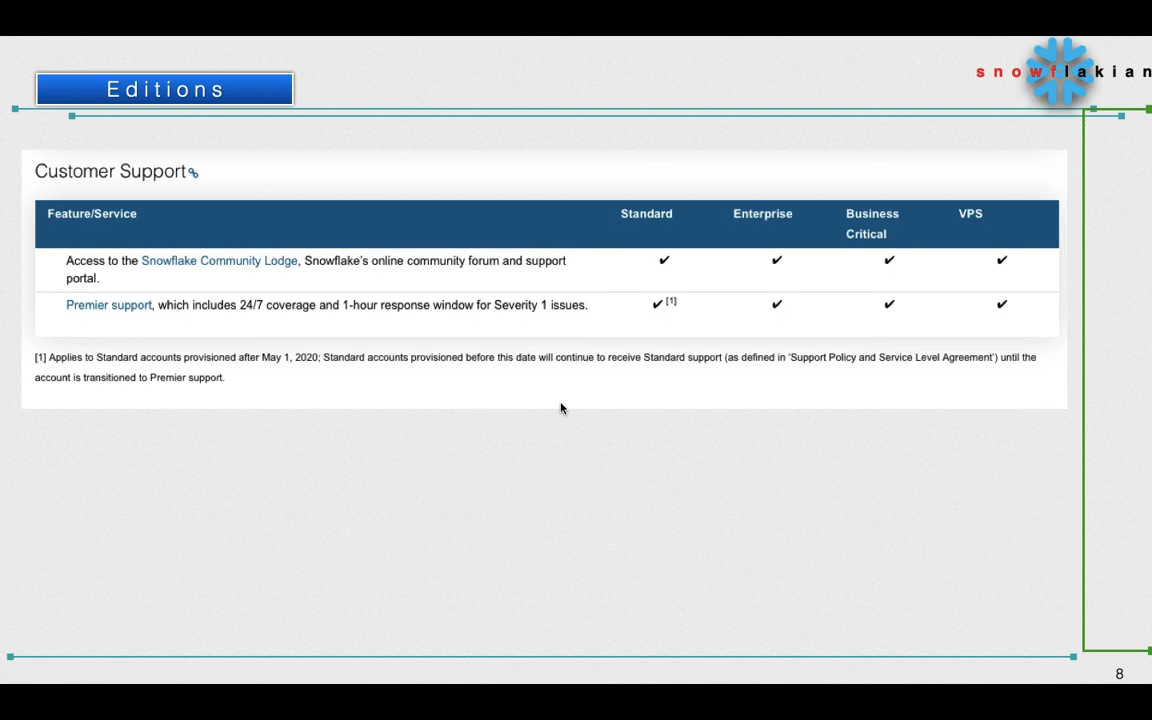 Editions
snowflakian
Customer Support
Feature/Service Standard Enterprise Business Critical VPS
Access to the Snowflake Community Lodge, Snowflake's online community forum and support ✔ ✔ ✔ ✔
portal.
Premier support, which includes 24/7 coverage and 1-hour response window for Severity 1 issues. ✔ [1] ✔ ✔ ✔
[1] Applies to Standard accounts provisioned after May 1, 2020; Standard accounts provisioned before this date will continue to receive Standard support (as defined in 'Support Policy and Service Level Agreement') until the
account is transitioned to Premier support.
8